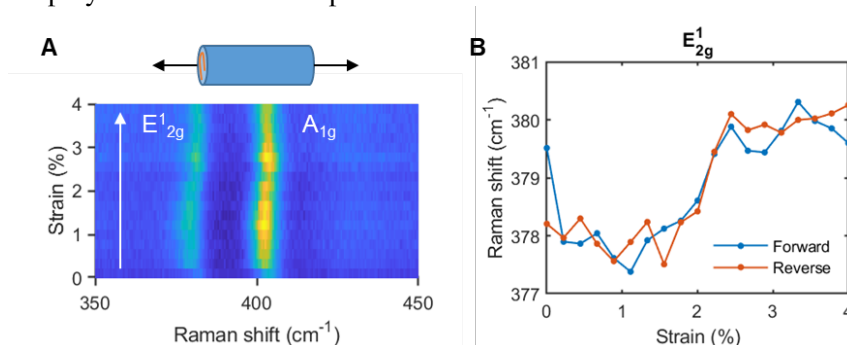 A
E¹₂g
A₁g
Strain (%)
4
3
2
1
0
350
400
450
Raman shift (cm⁻¹)
B
E¹₂g
Raman shift (cm⁻¹)
381
380
379
378
377
Forward
Reverse
0
1
2
3
4
Strain (%)